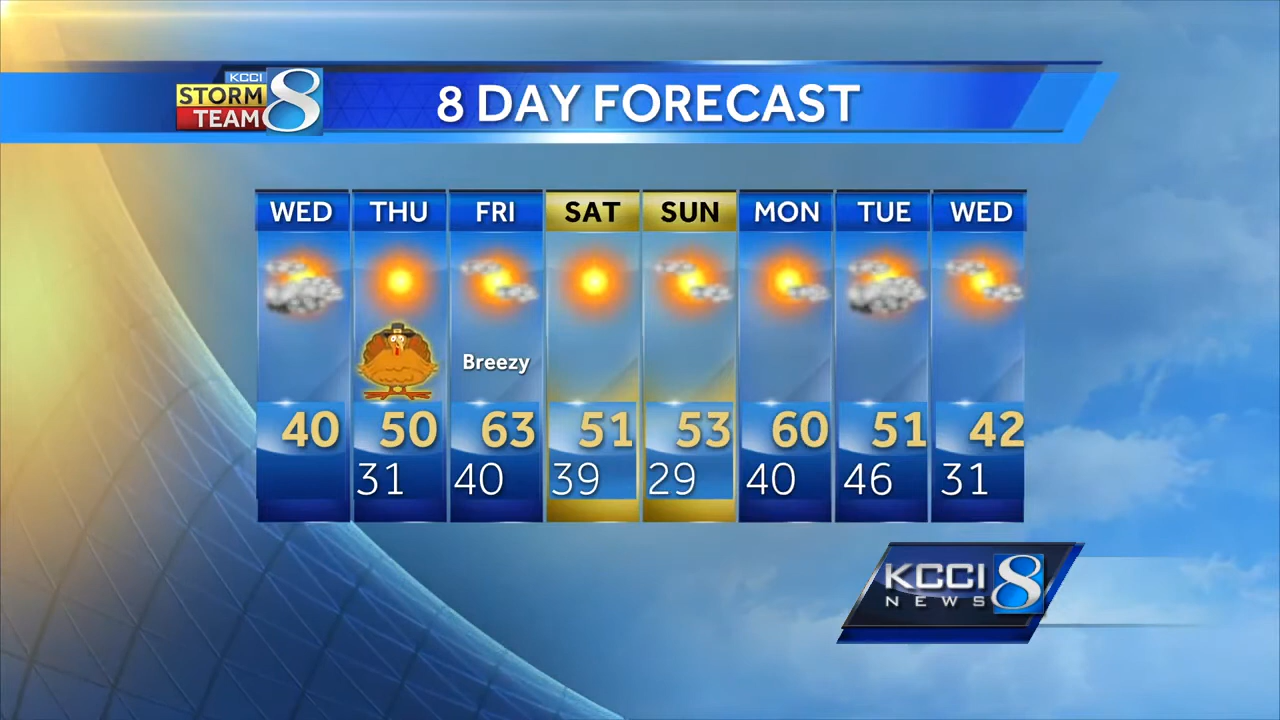 KCCI
STORM
TEAM
8
8 DAY FORECAST
WED THU FRI SAT SUN MON TUE WED
Breezy
40 50 63 51 53 60 51 42
31 40 39 29 40 46 31
KCCI 8
NEWS